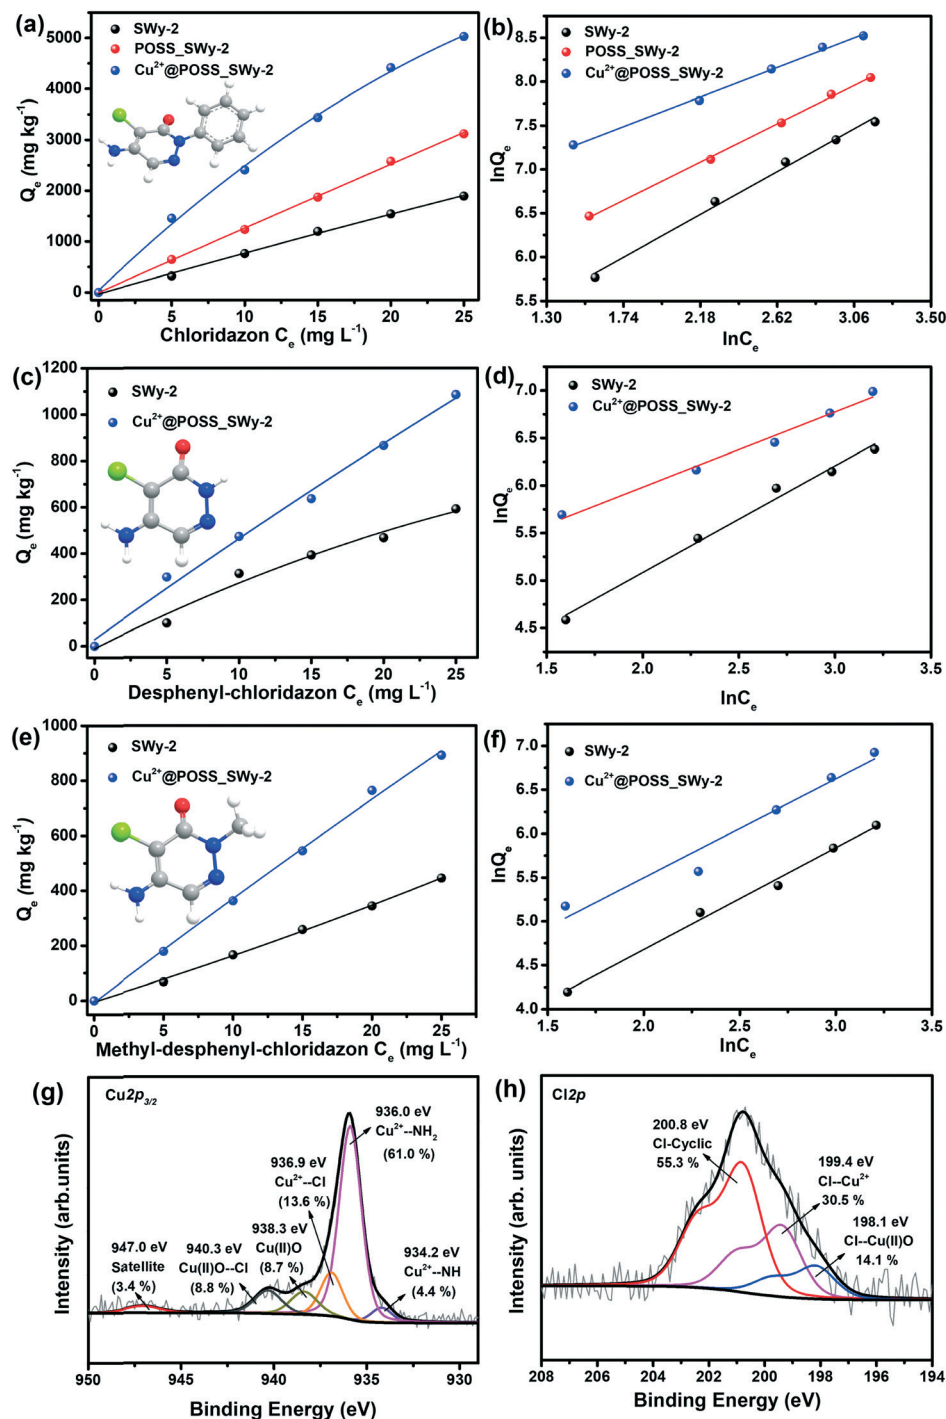 (a)
SWy-2
POSS_SWy-2
Cu²⁺@POSS_SWy-2
5000
4000
3000
2000
1000
0
Qₑ (mg kg⁻¹)
0 5 10 15 20 25
Chloridazon Cₑ (mg L⁻¹)
(b)
SWy-2
POSS_SWy-2
Cu²⁺@POSS_SWy-2
8.5
8.0
7.5
7.0
6.5
6.0
5.5
lnQₑ
1.30 1.74 2.18 2.62 3.06 3.50
lnCₑ
(c)
SWy-2
Cu²⁺@POSS_SWy-2
1200
1000
800
600
400
200
0
Qₑ (mg kg⁻¹)
0 5 10 15 20 25
Desphenyl-chloridazon Cₑ (mg L⁻¹)
(d)
SWy-2
Cu²⁺@POSS_SWy-2
7.0
6.5
6.0
5.5
5.0
4.5
lnQₑ
1.5 2.0 2.5 3.0 3.5
lnCₑ
(e)
SWy-2
Cu²⁺@POSS_SWy-2
1000
800
600
400
200
0
Qₑ (mg kg⁻¹)
0 5 10 15 20 25
Methyl-desphenyl-chloridazon Cₑ (mg L⁻¹)
(f)
SWy-2
Cu²⁺@POSS_SWy-2
7.0
6.5
6.0
5.5
5.0
4.5
4.0
lnQₑ
1.5 2.0 2.5 3.0 3.5
lnCₑ
(g)
Cu2p3/2
936.0 eV
Cu²⁺--NH₂
(61.0 %)
936.9 eV
Cu²⁺--Cl
(13.6 %)
938.3 eV
Cu(II)O
(8.7 %)
940.3 eV
Cu(II)O--Cl
(8.8 %)
947.0 eV
Satellite
(3.4 %)
934.2 eV
Cu²⁺--NH
(4.4 %)
Intensity (arb.units)
950 945 940 935 930
Binding Energy (eV)
(h)
Cl2p
200.8 eV
Cl-Cyclic
55.3 %
199.4 eV
Cl--Cu²⁺
30.5 %
198.1 eV
Cl--Cu(II)O
14.1 %
Intensity (arb.units)
208 206 204 202 200 198 196 194
Binding Energy (eV)